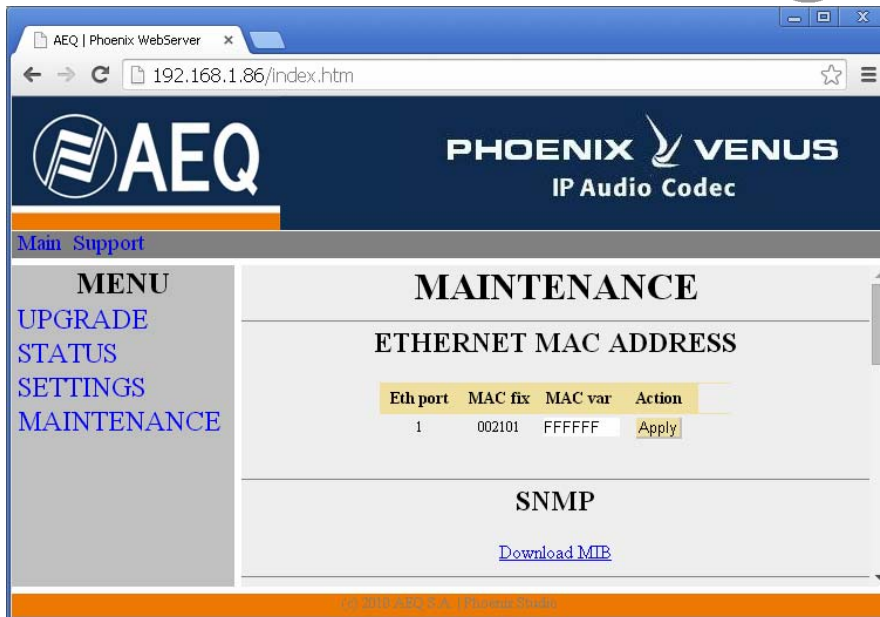 AEQ | Phoenix WebServer
192.168.1.86/index.htm
AEQ
PHOENIX VENUS
IP Audio Codec
Main Support
MENU
UPGRADE
STATUS
SETTINGS
MAINTENANCE
MAINTENANCE
ETHERNET MAC ADDRESS
Eth port MAC fix MAC var Action
1 002101 FFFFFF Apply
SNMP
Download MIB
(c) 2010 AEQ S.A. | Phoenix Studio